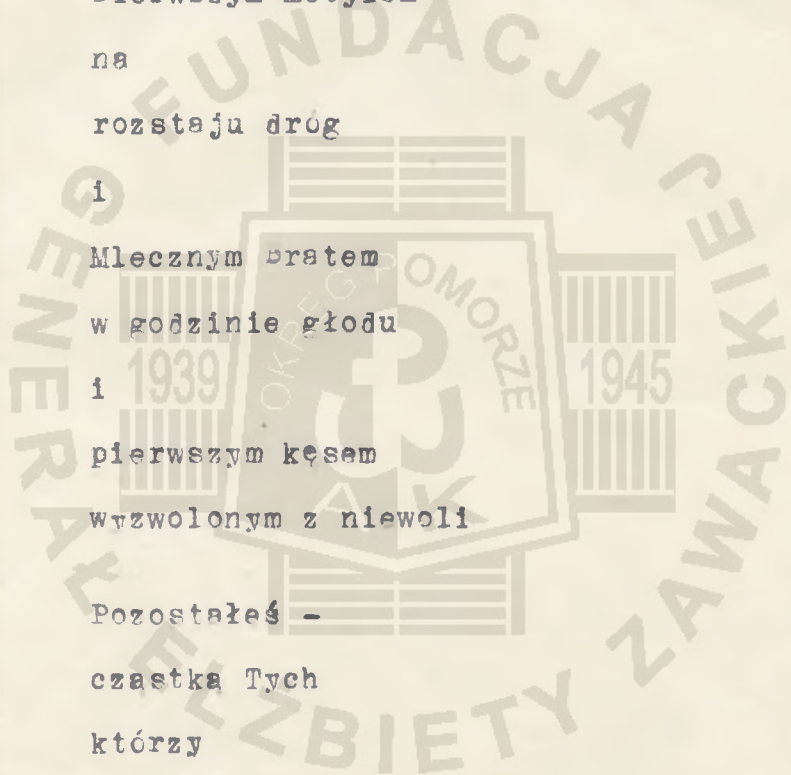 na
rozstaju dróg
i
Mlecznym bratem
w godzinie głodu
i
pierwszym kęsem
wyzwolonym z niewoli
Pozostałeś –
cząstka Tych
którzy
FUNDACJA GENERAŁ ELŻBIETY ZAWACKIEJ
OKRĘG POMORZE
1939
1945
AK